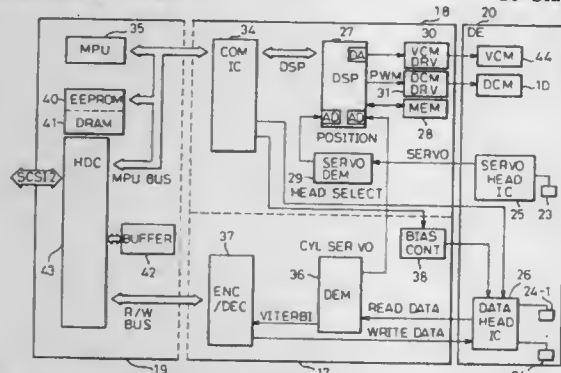 35
34
27
18
30
20
DE
MPU
COM
IC
DSP
DA
DSP
VCM
DRV
VCM
44
PWM
DCM
DRV
31
DCM
1D
40
EEPROM
41
DRAM
AD
AD
MEM
28
POSITION
SERVO
HDC
MPU BUS
29
SERVO
DEM
HEAD SELECT
SERVO
HEAD
IC
25
23
SCSI2
43
BUFFER
42
37
CYL SERVO
36
BIAS
CONT
38
26
24-1
ENC
/DEC
DEM
READ DATA
DATA
HEAD
IC
VITERBI
R/W
BUS
WRITE DATA
19